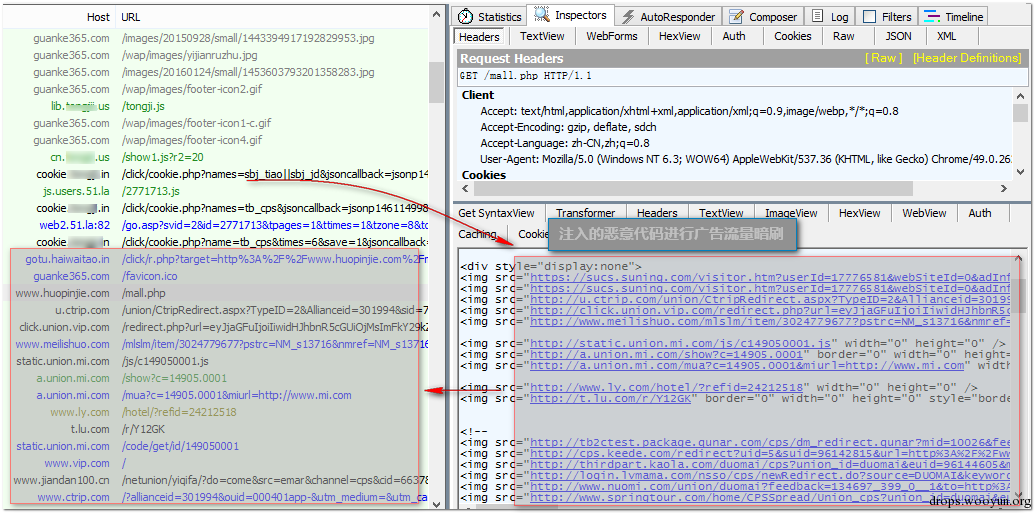 Host URL
guanke365.com /images/20150928/small/1443394917192829953.jpg
guanke365.com /wap/images/yijianruzhu.jpg
guanke365.com /images/20160124/small/1453603793201358283.jpg
guanke365.com /wap/images/footer-icon2.gif
lib. .us /tongji.js
guanke365.com /wap/images/footer-icon1-c.gif
guanke365.com /wap/images/footer-icon4.gif
cn. .us /show1.js?r2=20
cookie .in /click/cookie.php?names=sbj_tiao||sbj_jd&jsoncallback=jsonp14
js.users.51.la /2771713.js
cookie .in /click/cookie.php?names=tb_cps&jsoncallback=jsonp146114998
web2.51.la:82 /go.asp?svid=2&id=2771713&tpages=1&ttimes=1&tzone=8&tc
cookie .in /click/cookie.php?name=tb_cps&times=6&save=1&jsoncallback
gotu.haiwaitao.in /click/r.php?target=http%3A%2F%2Fwww.huopinjie.com%2Fr
guanke365.com /favicon.ico
www.huopinjie.com /mall.php
u.ctrip.com /union/CtripRedirect.aspx?TypeID=2&Allianceid=301994&sid=7
click.union.vip.com /redirect.php?url=eyJjaGFuIjoiIiwidHJhbnR5cGUiOjMsImFkY29kZ
www.meilishuo.com /mlslm/item/3024779677?pstrc=NM_s13716&nmref=NM_s13716
static.union.mi.com /js/c149050001.js
a.union.mi.com /show?c=14905.0001
a.union.mi.com /mua?c=14905.0001&miurl=http://www.mi.com
www.ly.com /hotel/?refid=24212518
t.lu.com /r/Y12GK
static.union.mi.com /code/get/id/149050001
www.vip.com /
www.jiandan100.cn /netunion/yiqifa/?do=come&src=emar&channel=cps&cid=66378
www.ctrip.com /?allianceid=301994&ouid=000401app-&utm_medium=&utm_ca
Statistics Inspectors AutoResponder Composer Log Filters Timeline
Headers TextView WebForms HexView Auth Cookies Raw JSON XML
Request Headers [ Raw ] [Header Definitions]
GET /mall.php HTTP/1.1
Client
Accept: text/html,application/xhtml+xml,application/xml;q=0.9,image/webp,*/*;q=0.8
Accept-Encoding: gzip, deflate, sdch
Accept-Language: zh-CN,zh;q=0.8
User-Agent: Mozilla/5.0 (Windows NT 6.3; WOW64) AppleWebKit/537.36 (KHTML, like Gecko) Chrome/49.0.262
Cookies
Get SyntaxView Transformer Headers TextView ImageView HexView WebView Auth
Caching Cookie
注入的恶意代码进行广告流量暗刷
<div style="display:none">
<img src="https://sucs.suning.com/visitor.htm?userId=17776581&webSiteId=0&adInf
<img src="https://sucs.suning.com/visitor.htm?userId=17776581&webSiteId=0&adInf
<img src="http://u.ctrip.com/union/CtripRedirect.aspx?TypeID=2&Allianceid=30199
<img src="http://click.union.vip.com/redirect.php?url=eyJjaGFuIjoiIiwidHJhbnR5c
<img src="http://www.meilishuo.com/mlslm/item/3024779677?pstrc=NM_s13716&nmref=
<img src="http://static.union.mi.com/js/c149050001.js" width="0" height="0" />
<img src="http://a.union.mi.com/show?c=14905.0001" border="0" width="0" height=
<img src="http://a.union.mi.com/mua?c=14905.0001&miurl=http://www.mi.com" width
<img src="http://www.ly.com/hotel/?refid=24212518" width="0" height="0" />
<img src="http://t.lu.com/r/Y12GK" border="0" width="0" height="0" style="borde
<!--
<img src="http://tb2ctest.package.qunar.com/cps/dm_redirect.qunar?mid=10026&fee
<img src="http://cps.keede.com/redirect?uid=5&suid=96142815&url=http%3A%2F%2Fww
<img src="http://thirdpart.kaola.com/duomai/cps?union_id=duomai&euid=96144605&m
<img src="http://login.lvmama.com/nsso/cps/newRedirect.do?source=DUOMAI&keyword
<img src="http://www.nuomi.com/union/duomai?feedback=134697_399_0__1&to=http%3A
<img src="http://www.springtour.com/home/CPSSpread/Union_cps?union_id=duomai&eu
drops.wooyun.org